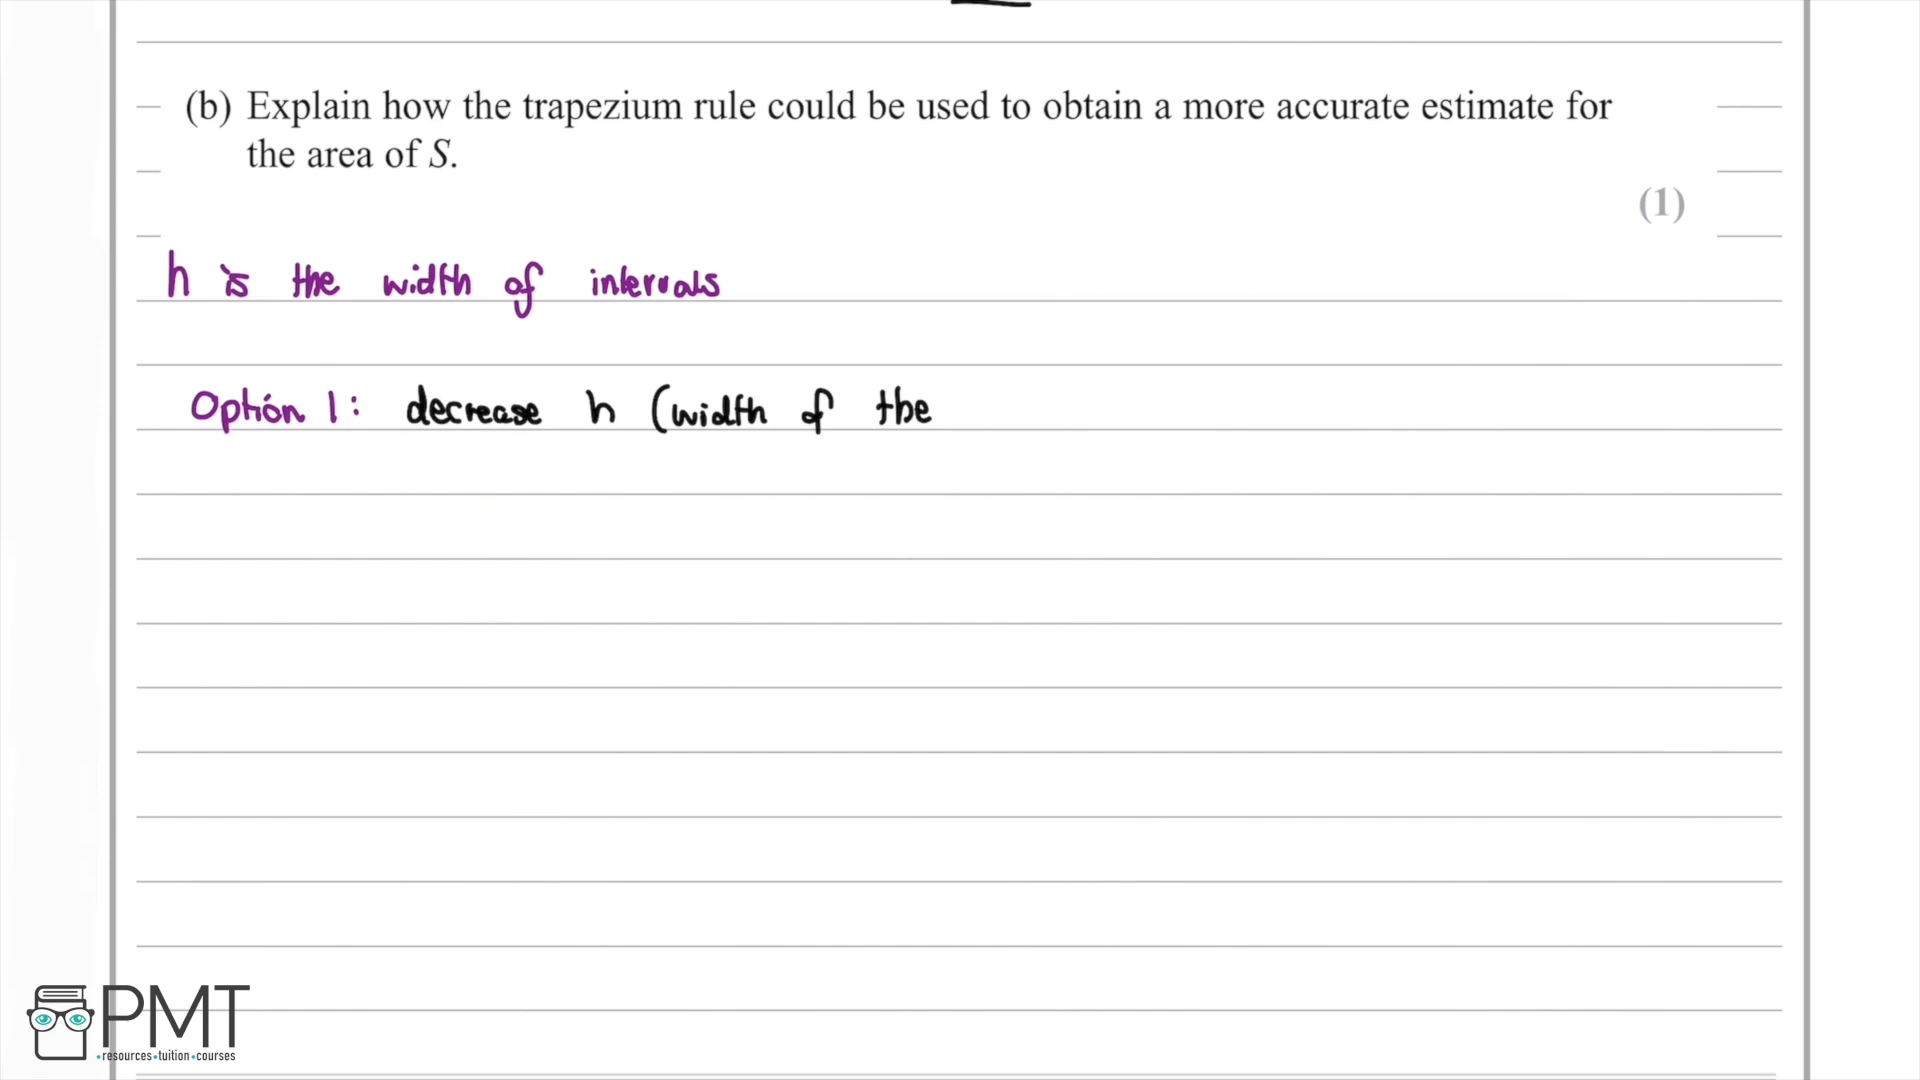 (b) Explain how the trapezium rule could be used to obtain a more accurate estimate for
the area of S.
(1)
h is the width of intervals
Option 1: decrease h (width of the
PMT
•resources•tuition•courses